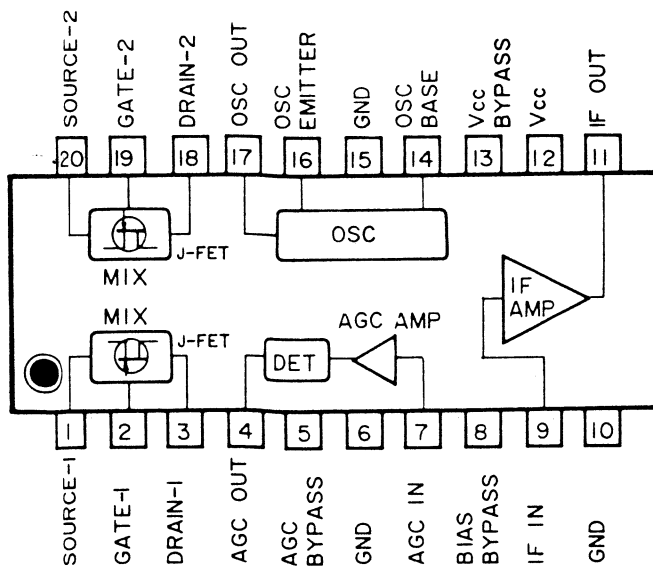 SOURCE-2
GATE-2
DRAIN-2
OSC OUT
OSC
EMITTER
GND
OSC
BASE
Vcc
BYPASS
Vcc
IF OUT
20
19
18
17
16
15
14
13
12
11
J-FET
MIX
OSC
IF
AMP
MIX
J-FET
AGC AMP
DET
1
2
3
4
5
6
7
8
9
10
SOURCE-1
GATE-1
DRAIN-1
AGC OUT
AGC
BYPASS
GND
AGC IN
BIAS
BYPASS
IF IN
GND